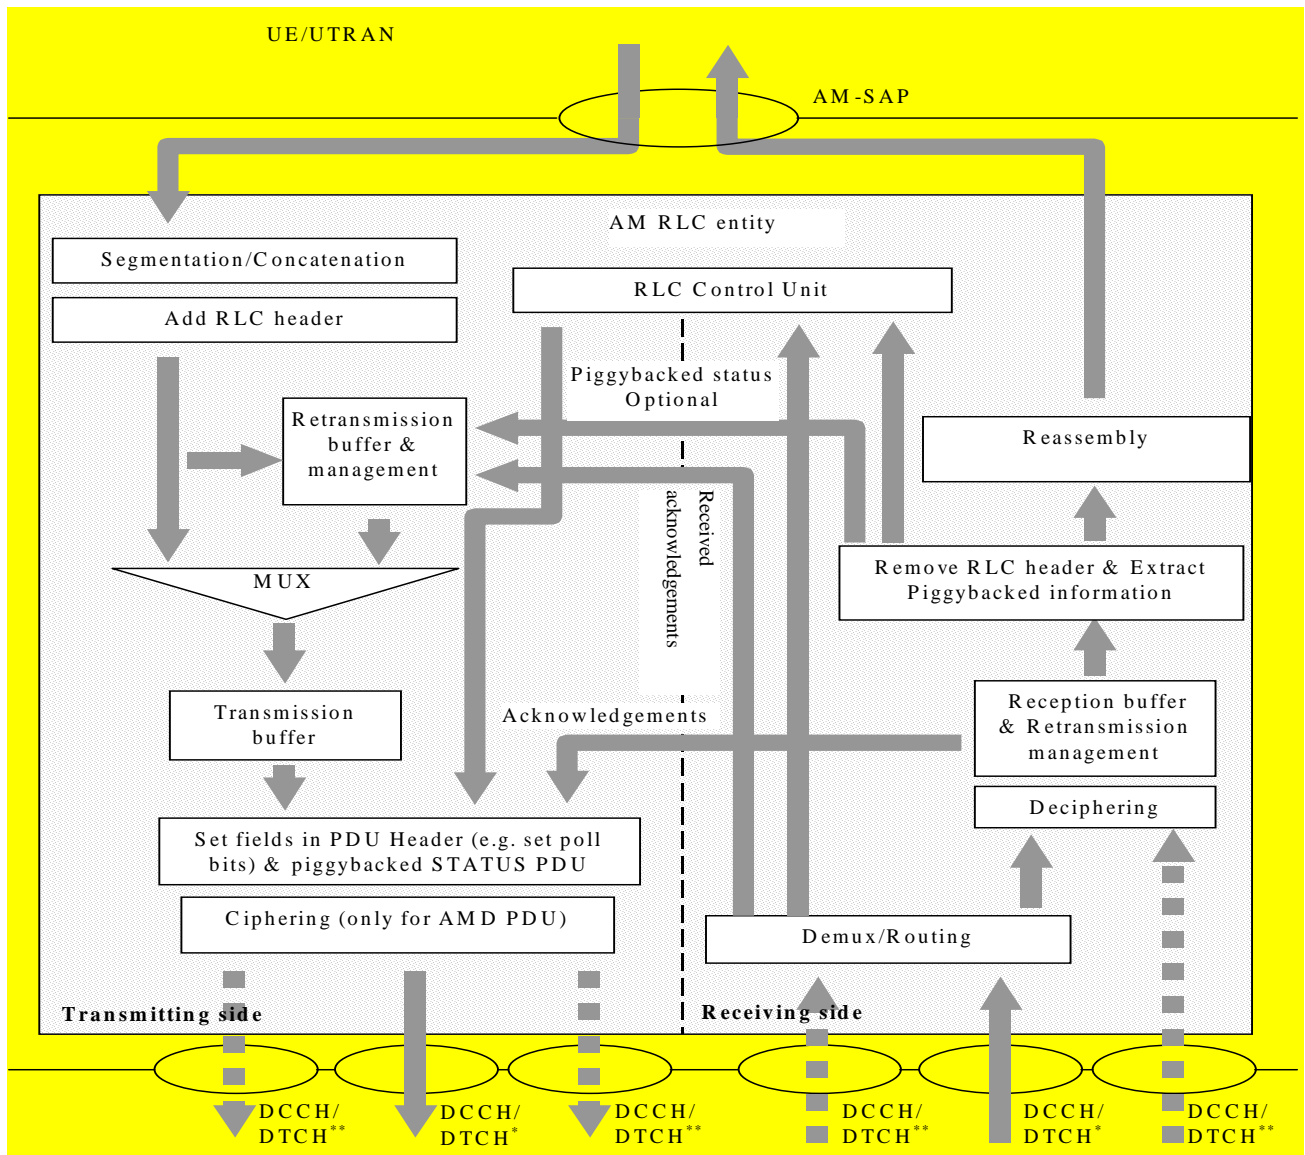 UE/UTRAN
AM-SAP
AM RLC entity
Segmentation/Concatenation
RLC Control Unit
Add RLC header
Piggybacked status
Optional
Retransmission
buffer &
management
Reassembly
Received
acknowledgements
MUX
Remove RLC header & Extract
Piggybacked information
Transmission
buffer
Acknowledgements
Reception buffer
& Retransmission
management
Deciphering
Set fields in PDU Header (e.g. set poll
bits) & piggybacked STATUS PDU
Ciphering (only for AMD PDU)
Demux/Routing
Transmitting side
Receiving side
DCCH/
DTCH**
DCCH/
DTCH*
DCCH/
DTCH**
DCCH/
DTCH**
DCCH/
DTCH*
DCCH/
DTCH**